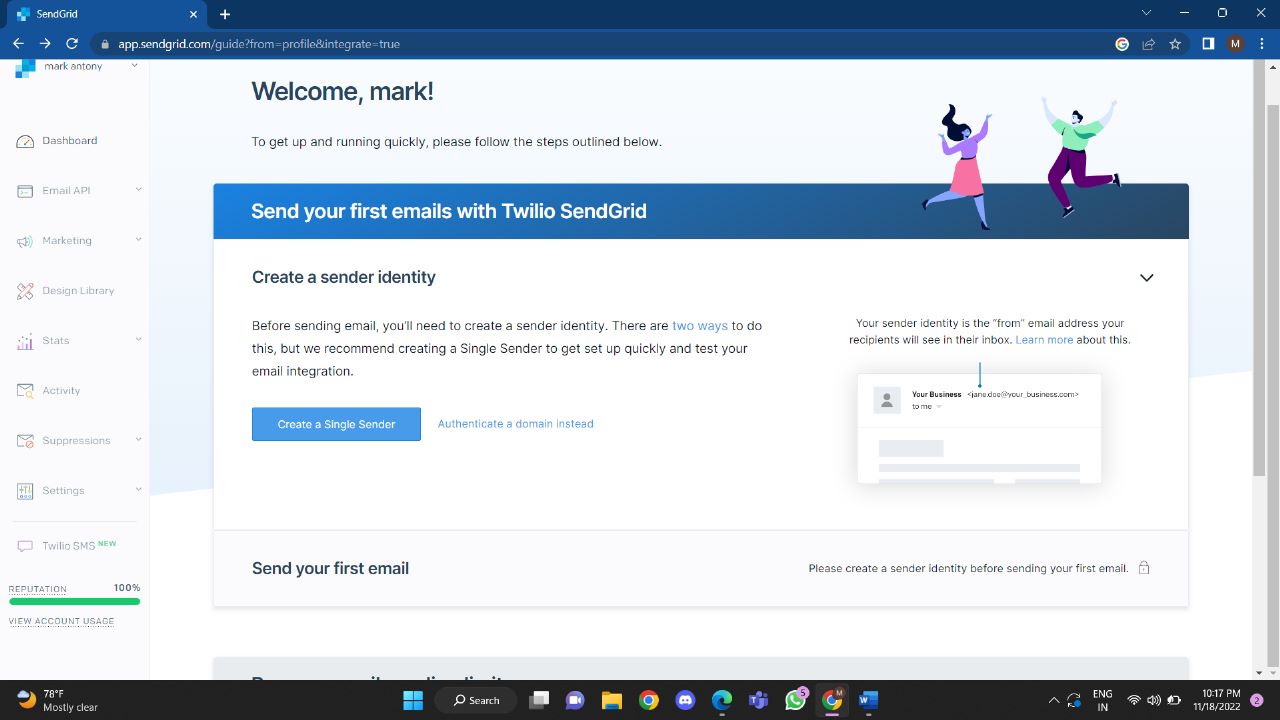 SendGrid
app.sendgrid.com/guide?from=profile&integrate=true
M
mark antony
Dashboard
Email API
Marketing
Design Library
Stats
Activity
Suppressions
Settings
Twilio SMS NEW
REPUTATION 100%
VIEW ACCOUNT USAGE
Welcome, mark!
To get up and running quickly, please follow the steps outlined below.
Send your first emails with Twilio SendGrid
Create a sender identity
Before sending email, you'll need to create a sender identity. There are two ways to do
this, but we recommend creating a Single Sender to get set up quickly and test your
email integration.
Create a Single Sender
Authenticate a domain instead
Your sender identity is the "from" email address your
recipients will see in their inbox. Learn more about this.
Your Business <jane.doe@your_business.com>
to me
Send your first email
Please create a sender identity before sending your first email.
78°F
Mostly clear
Search
5
M
ENG
IN
10:17 PM
11/18/2022
2